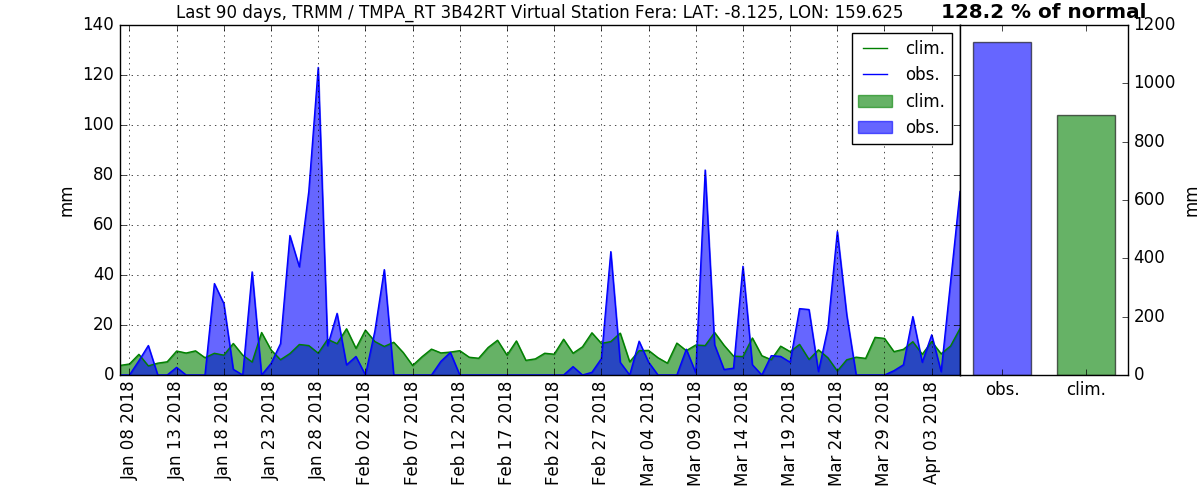 Last 90 days, TRMM / TMPA_RT 3B42RT Virtual Station Fera: LAT: -8.125, LON: 159.625
128.2 % of normal
140
120
100
80
60
40
20
0
mm
clim.
obs.
clim.
obs.
Jan 08 2018
Jan 13 2018
Jan 18 2018
Jan 23 2018
Jan 28 2018
Feb 02 2018
Feb 07 2018
Feb 12 2018
Feb 17 2018
Feb 22 2018
Feb 27 2018
Mar 04 2018
Mar 09 2018
Mar 14 2018
Mar 19 2018
Mar 24 2018
Mar 29 2018
Apr 03 2018
1200
1000
800
600
400
200
0
mm
obs.
clim.